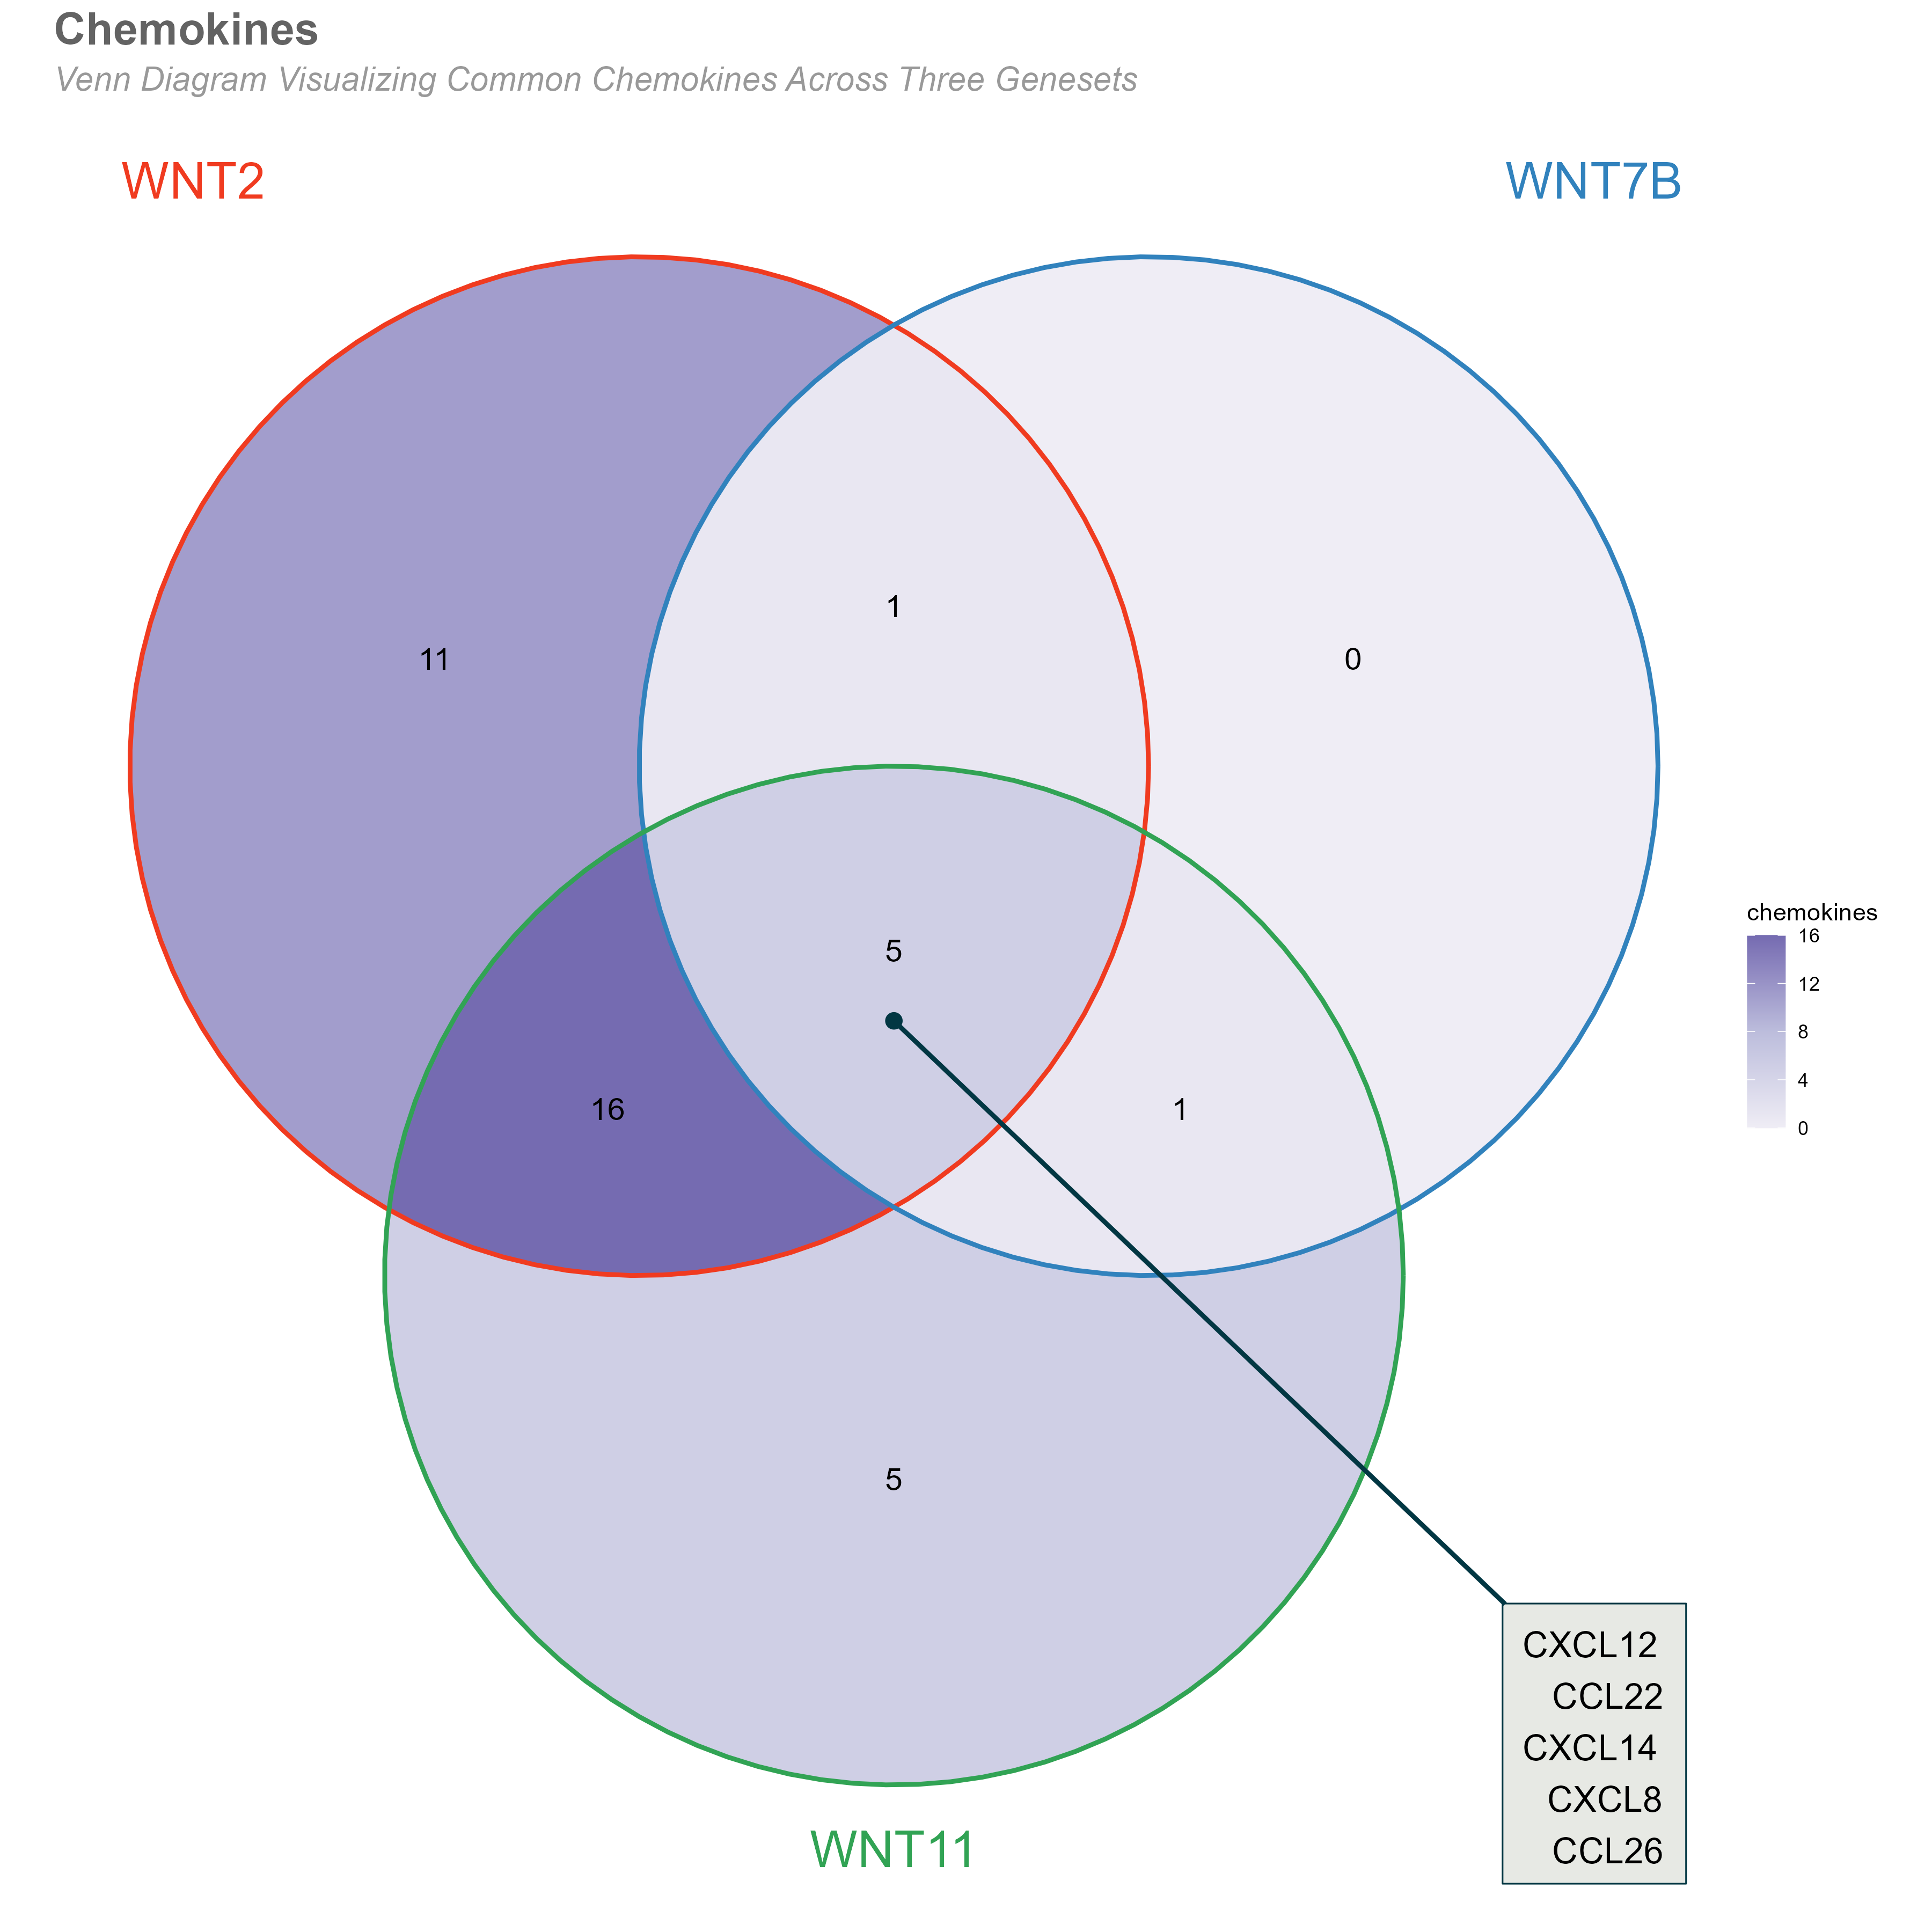 Chemokines
Venn Diagram Visualizing Common Chemokines Across Three Genesets
WNT2
WNT7B
1
11
0
chemokines
16
12
8
4
0
5
16
1
5
CXCL12
CCL22
CXCL14
CXCL8
CCL26
WNT11